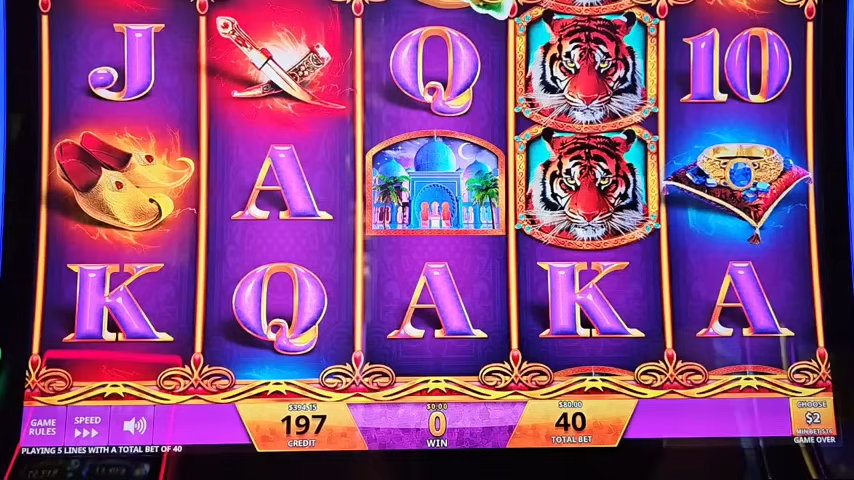 J Q 10
A
K Q A K A
GAME RULES
SPEED
$394.15
197
CREDIT
$0.00
0
WIN
$80.00
40
TOTAL BET
CHOOSE
$2
GAME OVER
PLAYING 5 LINES WITH A TOTAL BET OF 40